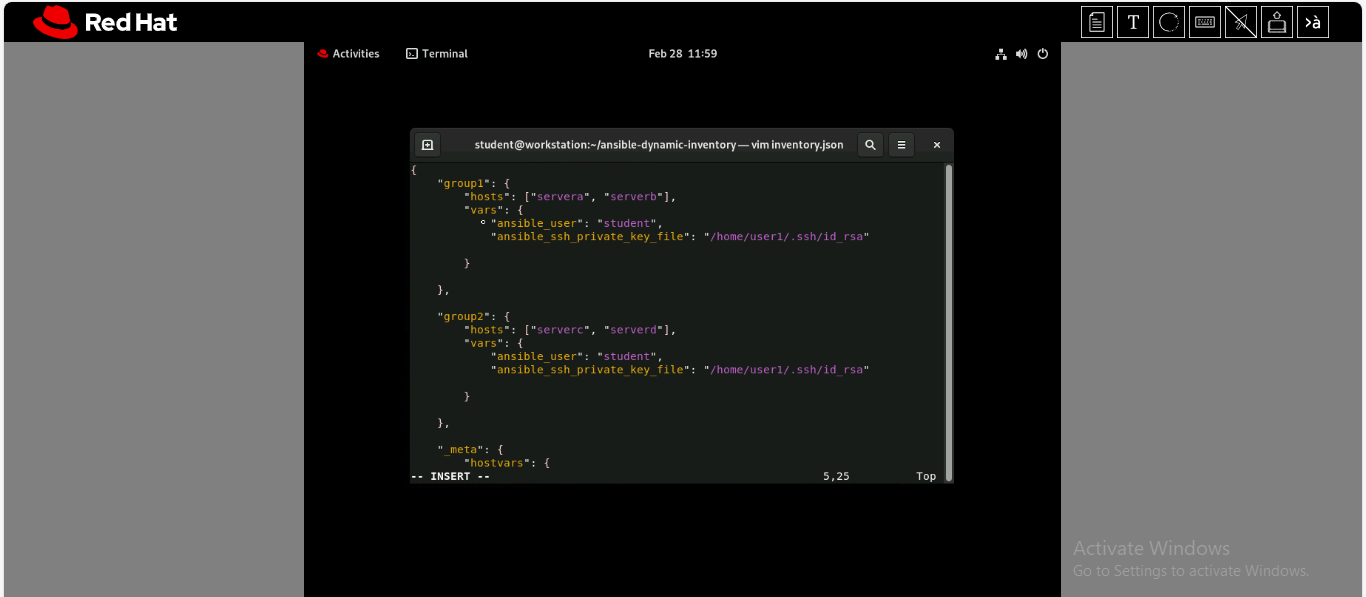 Red Hat
T
>à
Activities
Terminal
Feb 28 11:59
student@workstation:~/ansible-dynamic-inventory — vim inventory.json
{
    "group1": {
        "hosts": ["servera", "serverb"],
        "vars": {
            "ansible_user": "student",
            "ansible_ssh_private_key_file": "/home/user1/.ssh/id_rsa"
        }
    },
    "group2": {
        "hosts": ["serverc", "serverd"],
        "vars": {
            "ansible_user": "student",
            "ansible_ssh_private_key_file": "/home/user1/.ssh/id_rsa"
        }
    },
    "_meta": {
        "hostvars": {
-- INSERT -- 5,25 Top
Activate Windows
Go to Settings to activate Windows.